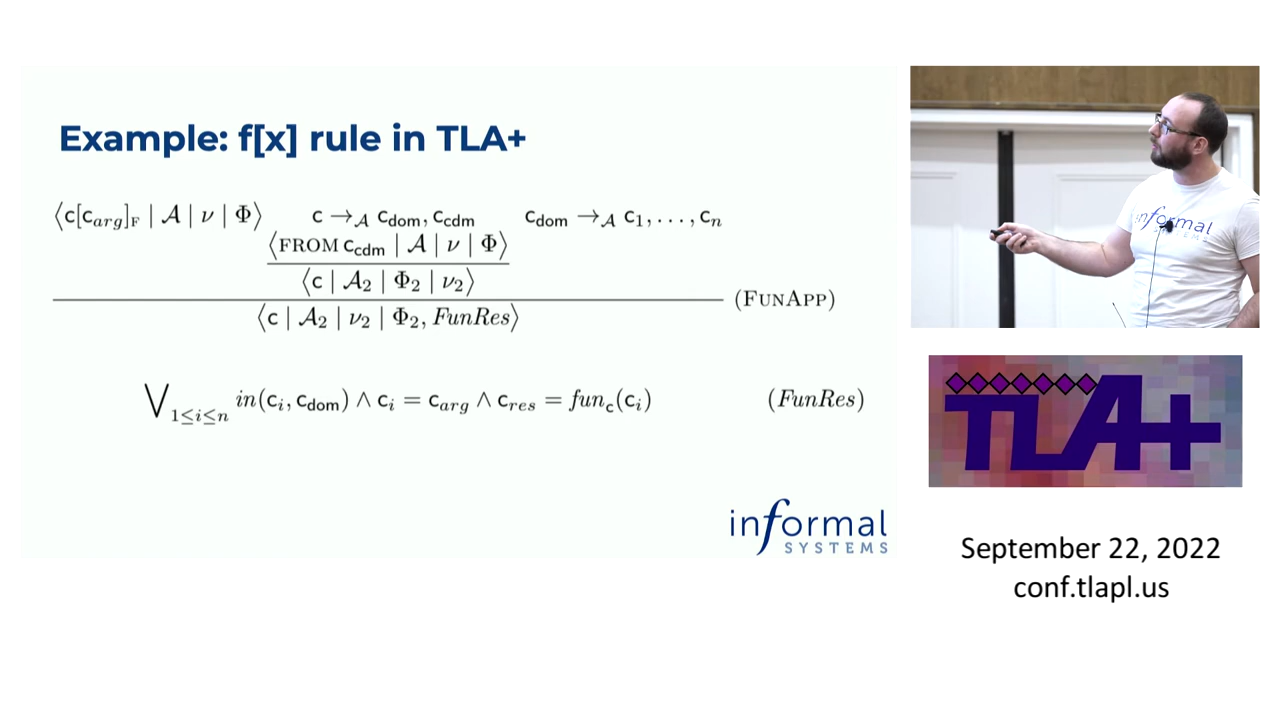 Example: f[x] rule in TLA+
⟨c[c_arg]_F | 𝒜 | ν | Φ⟩   c →_𝒜 c_dom, c_cdm   c_dom →_𝒜 c_1, . . . , c_n
⟨FROM c_cdm | 𝒜 | ν | Φ⟩
⟨c | 𝒜_2 | Φ_2 | ν_2⟩
(FUNAPP)
⟨c | 𝒜_2 | ν_2 | Φ_2, FunRes⟩
⋁_{1≤i≤n} in(c_i, c_dom) ∧ c_i = c_arg ∧ c_res = fun_c(c_i)   (FunRes)
informal
SYSTEMS
informal
SYSTEMS
TLA+
September 22, 2022
conf.tlapl.us